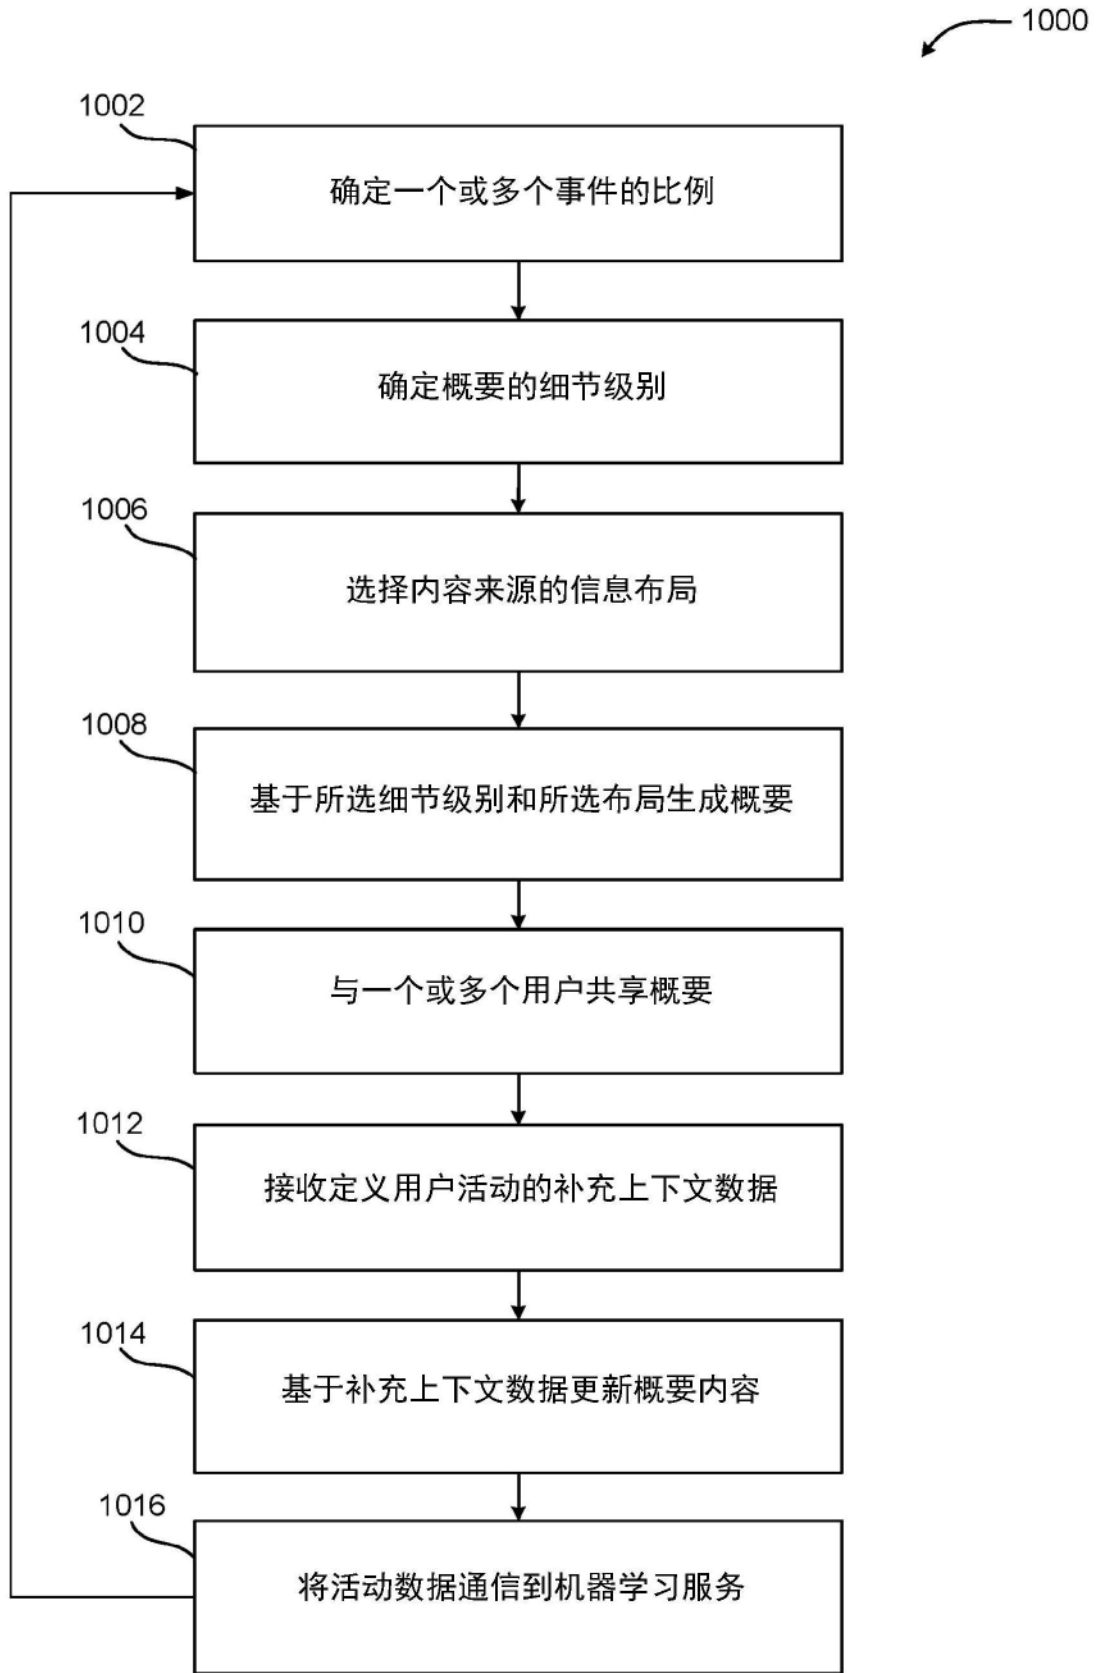 1000
1002
确定一个或多个事件的比例
1004
确定概要的细节级别
1006
选择内容来源的信息布局
1008
基于所选细节级别和所选布局生成概要
1010
与一个或多个用户共享概要
1012
接收定义用户活动的补充上下文数据
1014
基于补充上下文数据更新概要内容
1016
将活动数据通信到机器学习服务